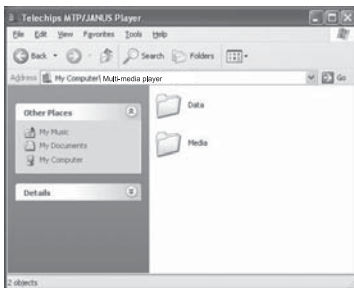 Telechips MTP/JANUS Player
File Edit View Favorites Tools Help
Back Search Folders
Address My Computer\ Multi-media player Go
Other Places
My Music
My Documents
My Computer
Details
Data
Media
2 objects